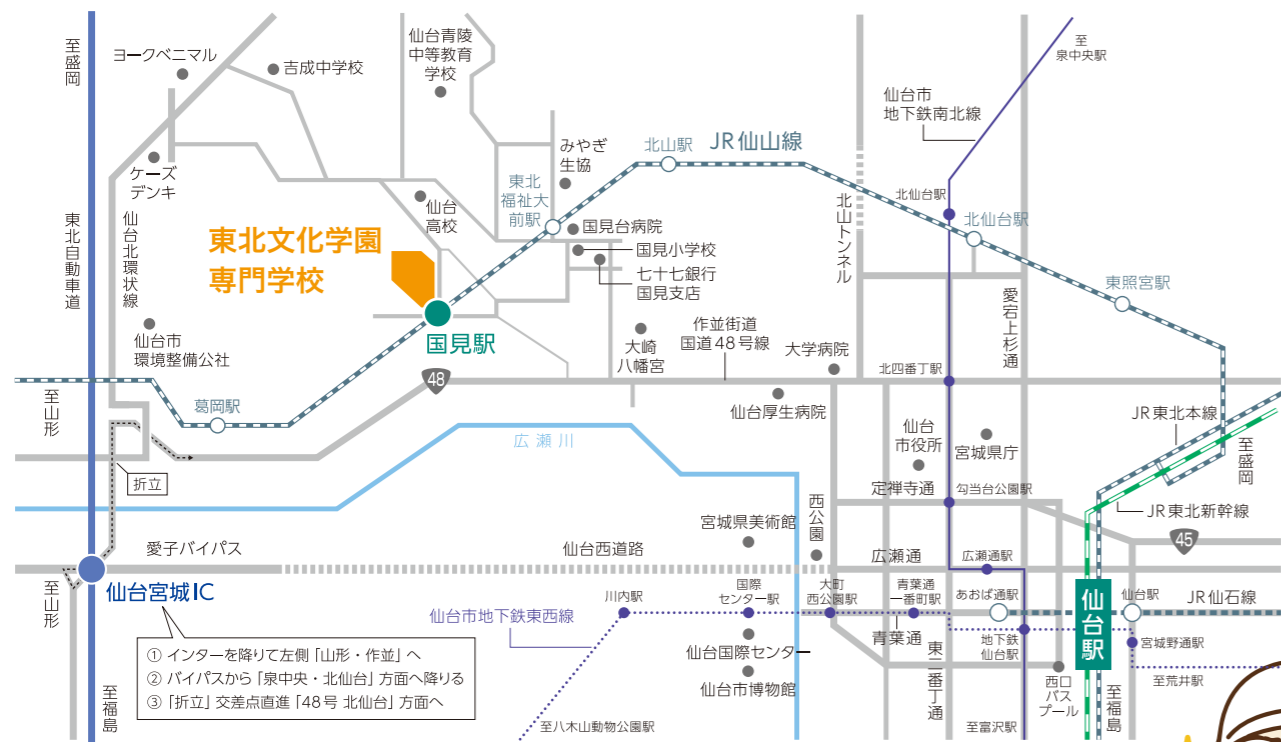 至盛岡
ヨークベニマル
吉成中学校
仙台青陵
中等教育
学校
至
泉中央駅
仙台市
地下鉄南北線
ケーズ
デンキ
みやぎ
生協
北山駅
JR仙山線
東北
福祉大
前駅
仙台
高校
北山トンネル
北仙台駅
北仙台駅
東北自動車道
仙台北環状線
東北文化学園
専門学校
国見台病院
国見小学校
七十七銀行
国見支店
東照宮駅
愛宕上杉通
仙台市
環境整備公社
国見駅
大崎
八幡宮
作並街道
国道48号線
大学病院
48
北四番丁駅
至山形
葛岡駅
仙台厚生病院
JR東北本線
広瀬川
仙台
市役所
宮城県庁
至盛岡
折立
定禅寺通
勾当台公園駅
西公園
宮城県美術館
JR東北新幹線
45
愛子バイパス
仙台西道路
広瀬通
広瀬通駅
仙台宮城IC
至山形
仙台市地下鉄東西線
川内駅
国際
センター駅
大町
西公園駅
青葉通
一番町駅
あおば通駅
仙台駅
仙台駅
JR仙石線
青葉通
地下鉄
仙台駅
宮城野通駅
仙台国際センター
仙台市博物館
東二番丁通
西口
バス
プール
至荒井駅
至福島
① インターを降りて左側「山形・作並」へ
② バイパスから「泉中央・北仙台」方面へ降りる
③「折立」交差点直進「48号 北仙台」方面へ
至福島
至八木山動物公園駅
至富沢駅